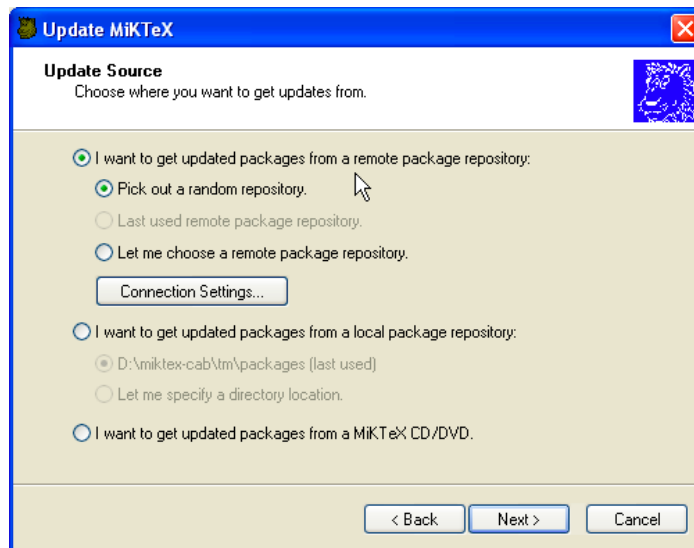 Update MiKTeX
Update Source
Choose where you want to get updates from.
I want to get updated packages from a remote package repository:
Pick out a random repository.
Last used remote package repository.
Let me choose a remote package repository.
Connection Settings...
I want to get updated packages from a local package repository:
D:\miktex-cab\tm\packages (last used)
Let me specify a directory location.
I want to get updated packages from a MiKTeX CD/DVD.
< Back Next > Cancel